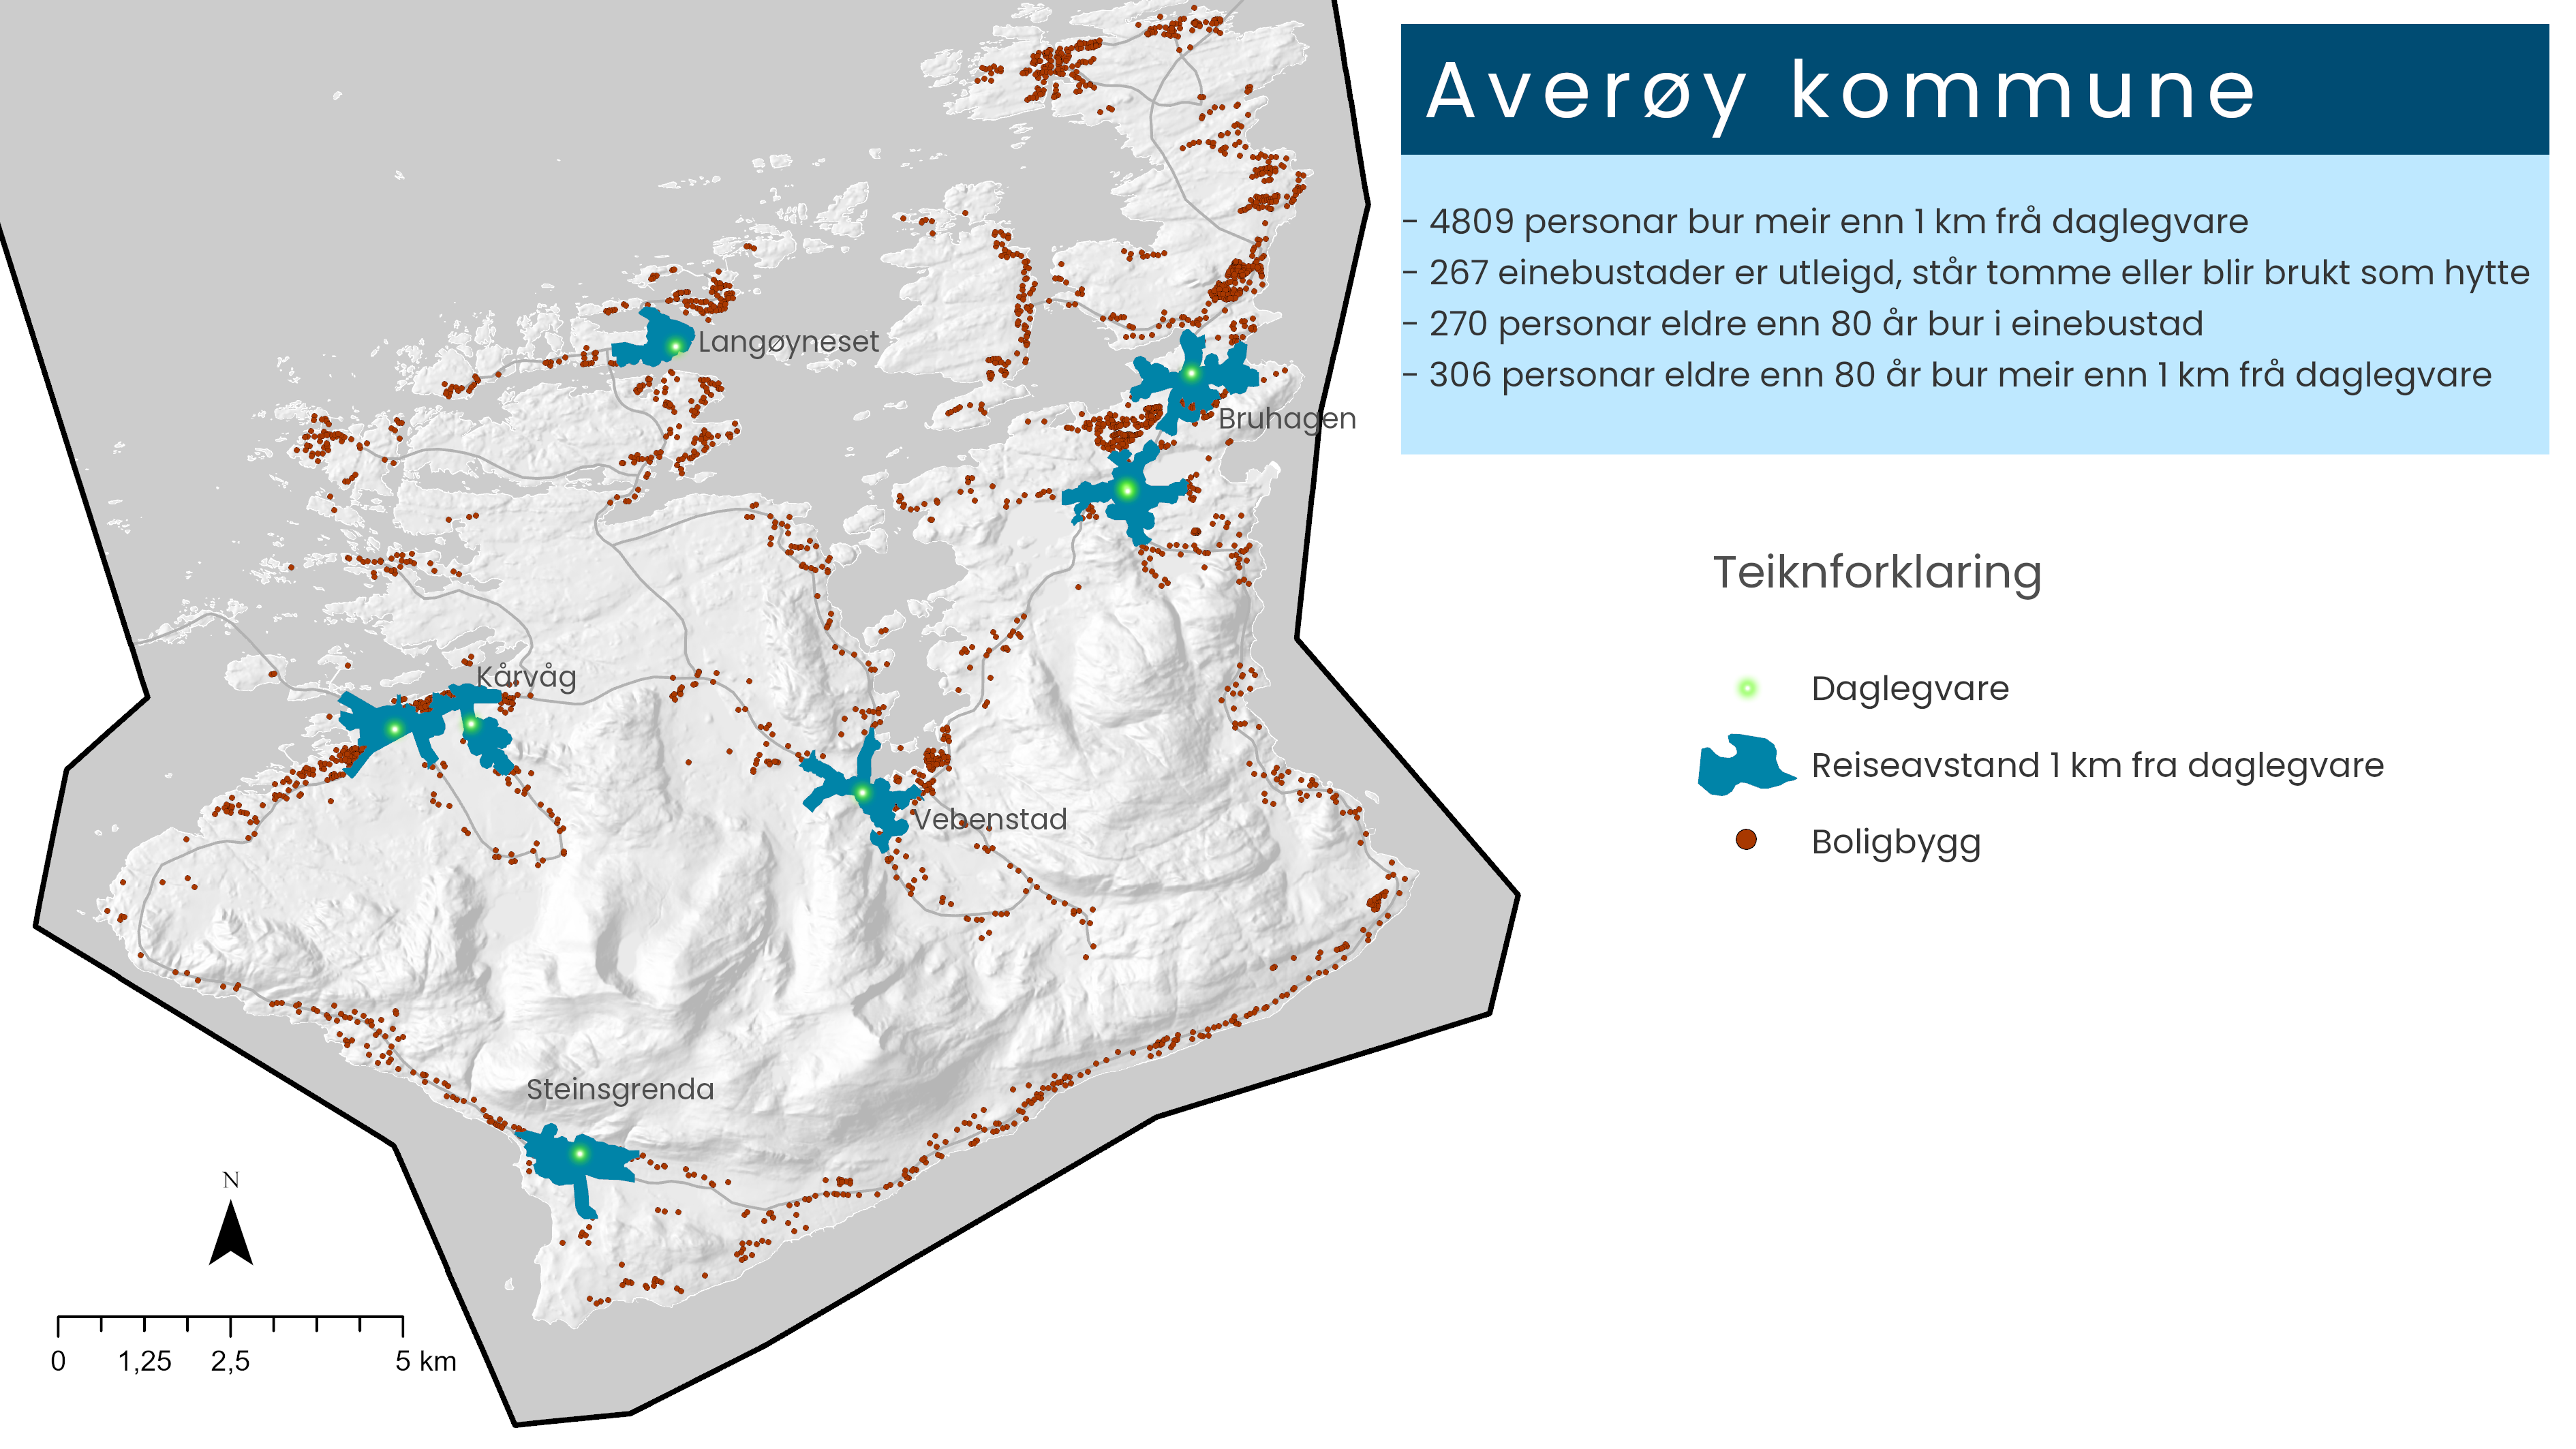 Averøy kommune
- 4809 personar bur meir enn 1 km frå daglegvare
- 267 einebustader er utleigd, står tomme eller blir brukt som hytte
- 270 personar eldre enn 80 år bur i einebustad
- 306 personar eldre enn 80 år bur meir enn 1 km frå daglegvare
Langøyneset
Bruhagen
Teiknforklaring
Kårvåg
Daglegvare
Reiseavstand 1 km fra daglegvare
Vebenstad
Boligbygg
Steinsgrenda
N
0 1,25 2,5 5 km